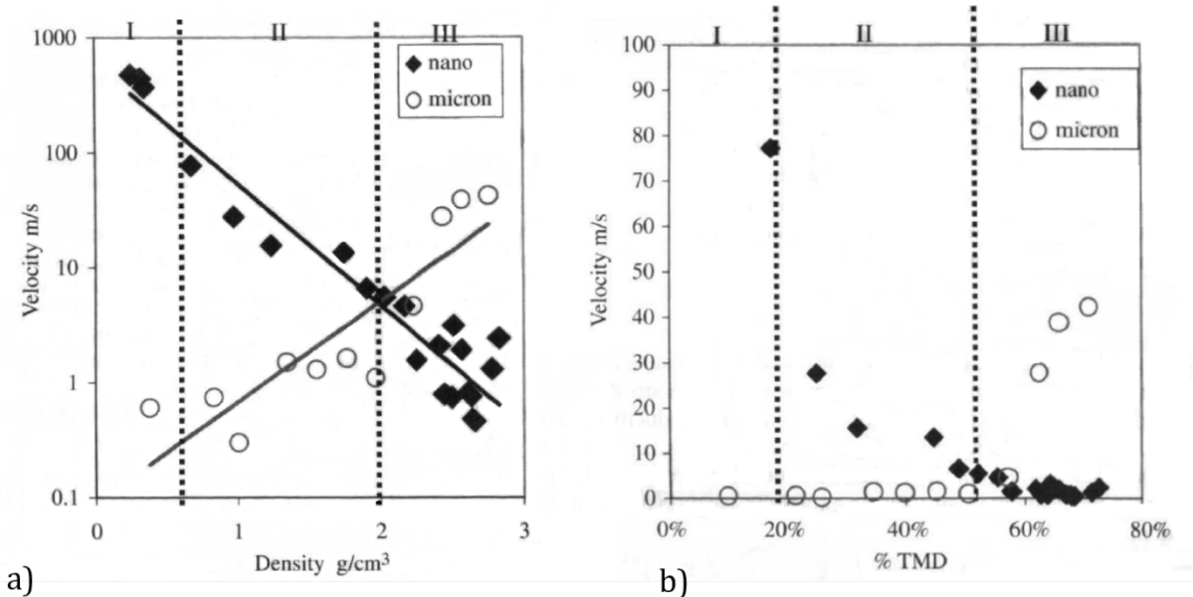 I II III
1000
100
10
1
0.1
nano
micron
Velocity m/s
0 1 2 3
Density g/cm³
a)
I II III
100
90
80
70
60
50
40
30
20
10
0
nano
micron
Velocity m/s
0% 20% 40% 60% 80%
% TMD
b)